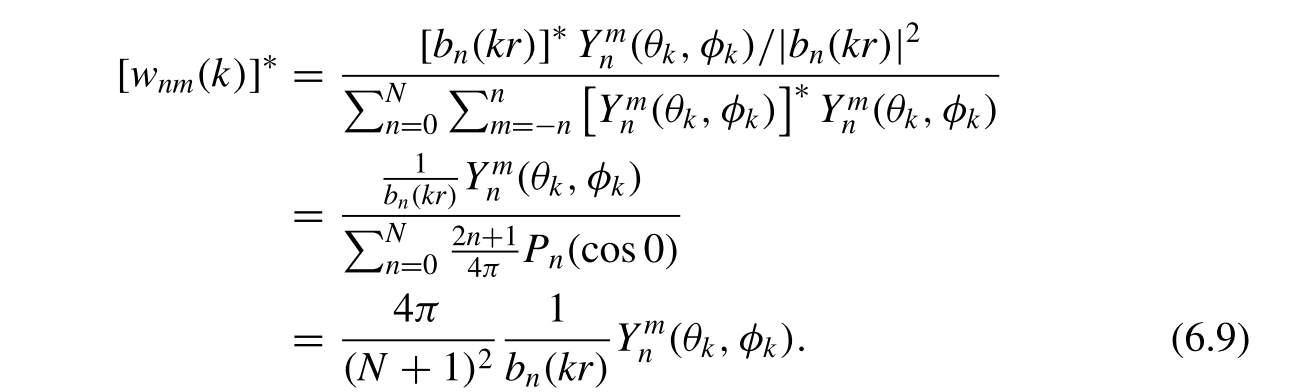 [w_{nm}(k)]^* = \frac{[b_n(kr)]^* Y_n^m(\theta_k, \phi_k)/|b_n(kr)|^2}{\sum_{n=0}^{N} \sum_{m=-n}^{n} \left[Y_n^m(\theta_k, \phi_k)\right]^* Y_n^m(\theta_k, \phi_k)}
= \frac{\frac{1}{b_n(kr)} Y_n^m(\theta_k, \phi_k)}{\sum_{n=0}^{N} \frac{2n+1}{4\pi} P_n(\cos 0)}
= \frac{4\pi}{(N+1)^2} \frac{1}{b_n(kr)} Y_n^m(\theta_k, \phi_k). (6.9)